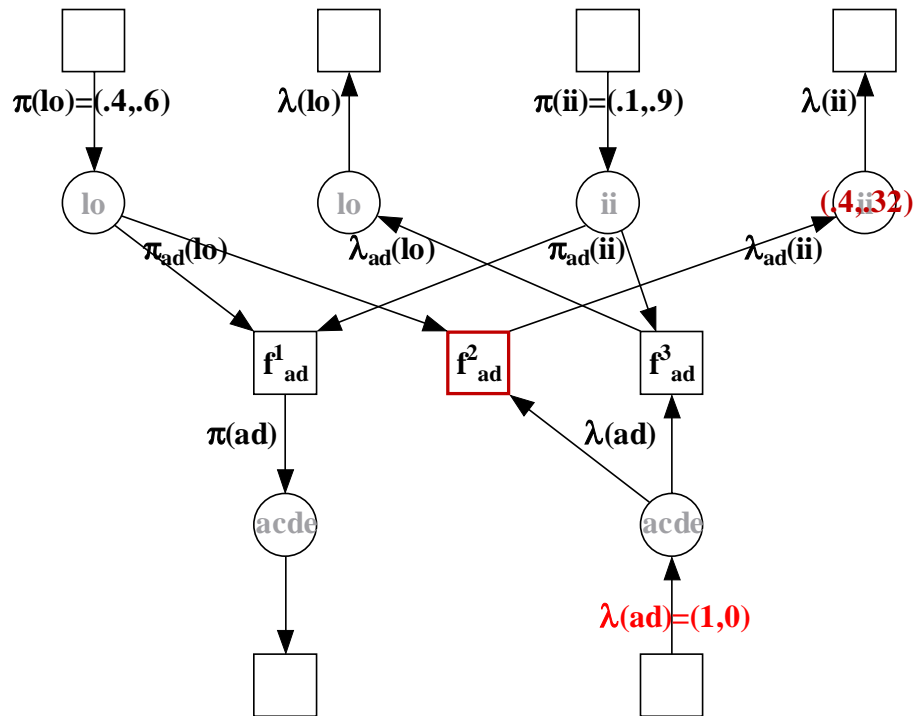 π(lo)=(.4,.6)
λ(lo)
π(ii)=(.1,.9)
λ(ii)
lo
lo
ii
ii
(.4,.32)
π_ad(lo)
λ_ad(lo)
π_ad(ii)
λ_ad(ii)
f¹_ad
f²_ad
f³_ad
π(ad)
λ(ad)
acde
acde
λ(ad)=(1,0)